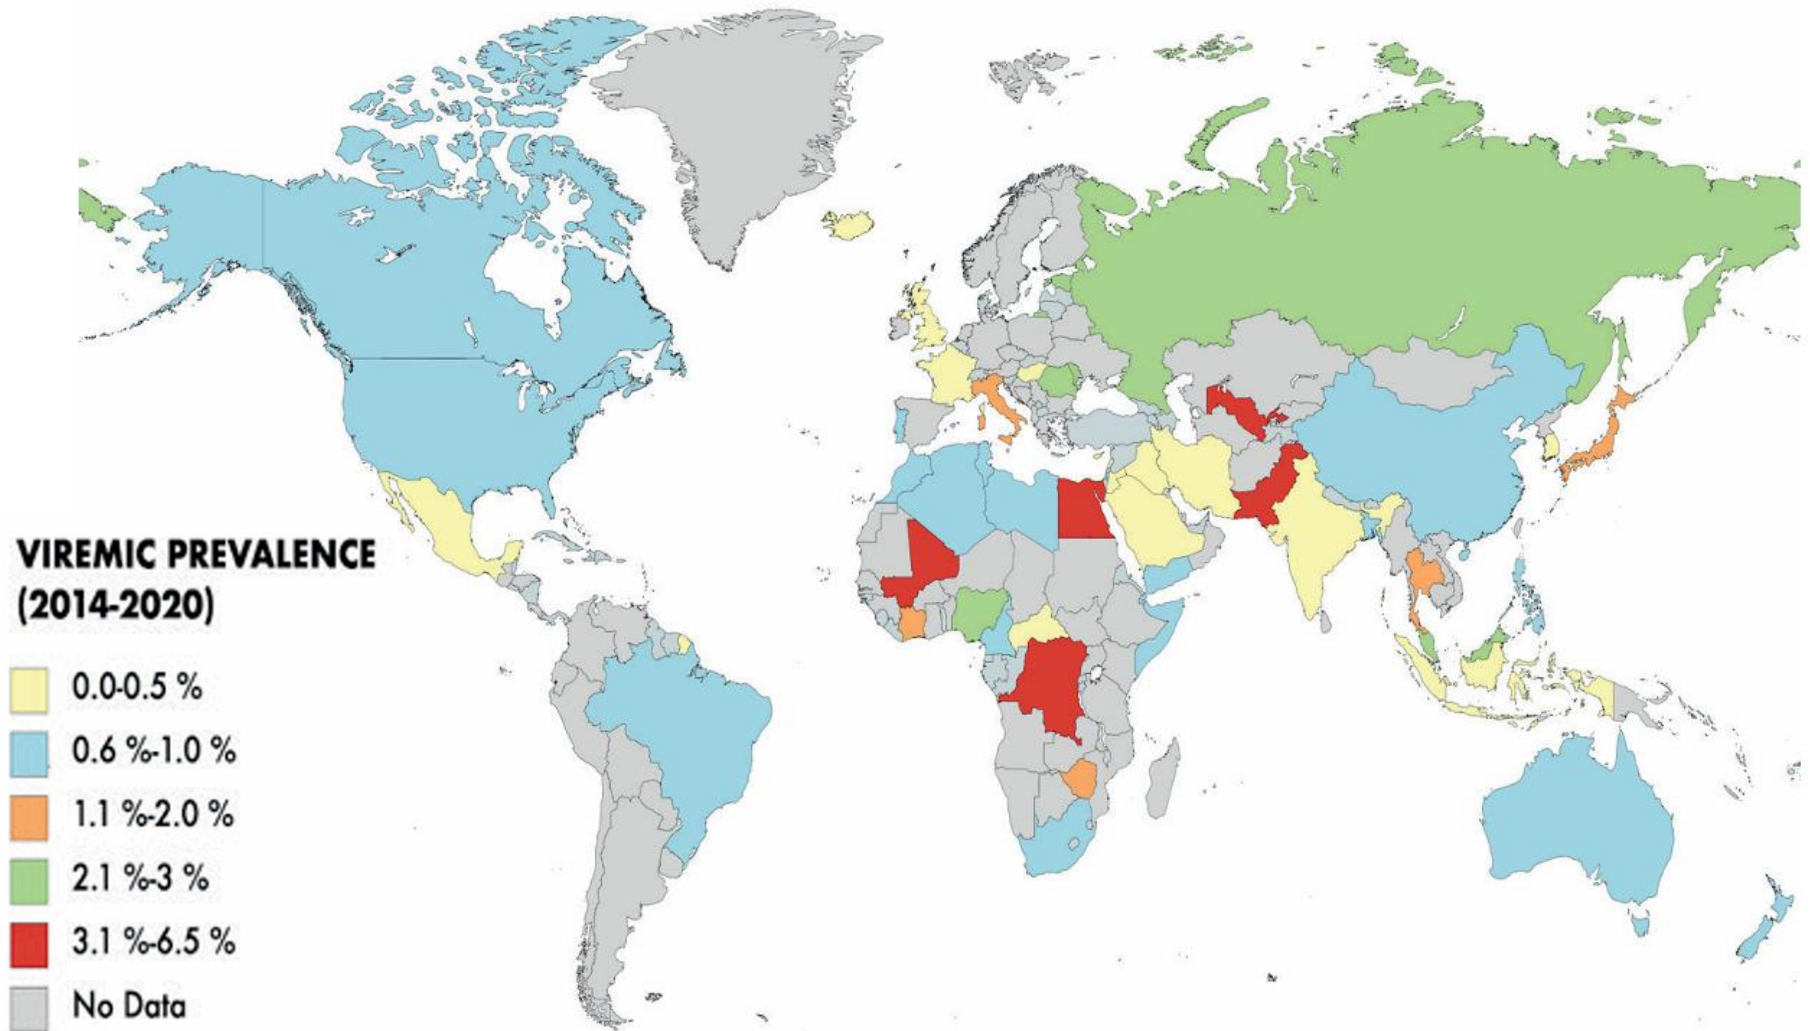 VIREMIC PREVALENCE
(2014-2020)
0.0-0.5 %
0.6 %-1.0 %
1.1 %-2.0 %
2.1 %-3 %
3.1 %-6.5 %
No Data